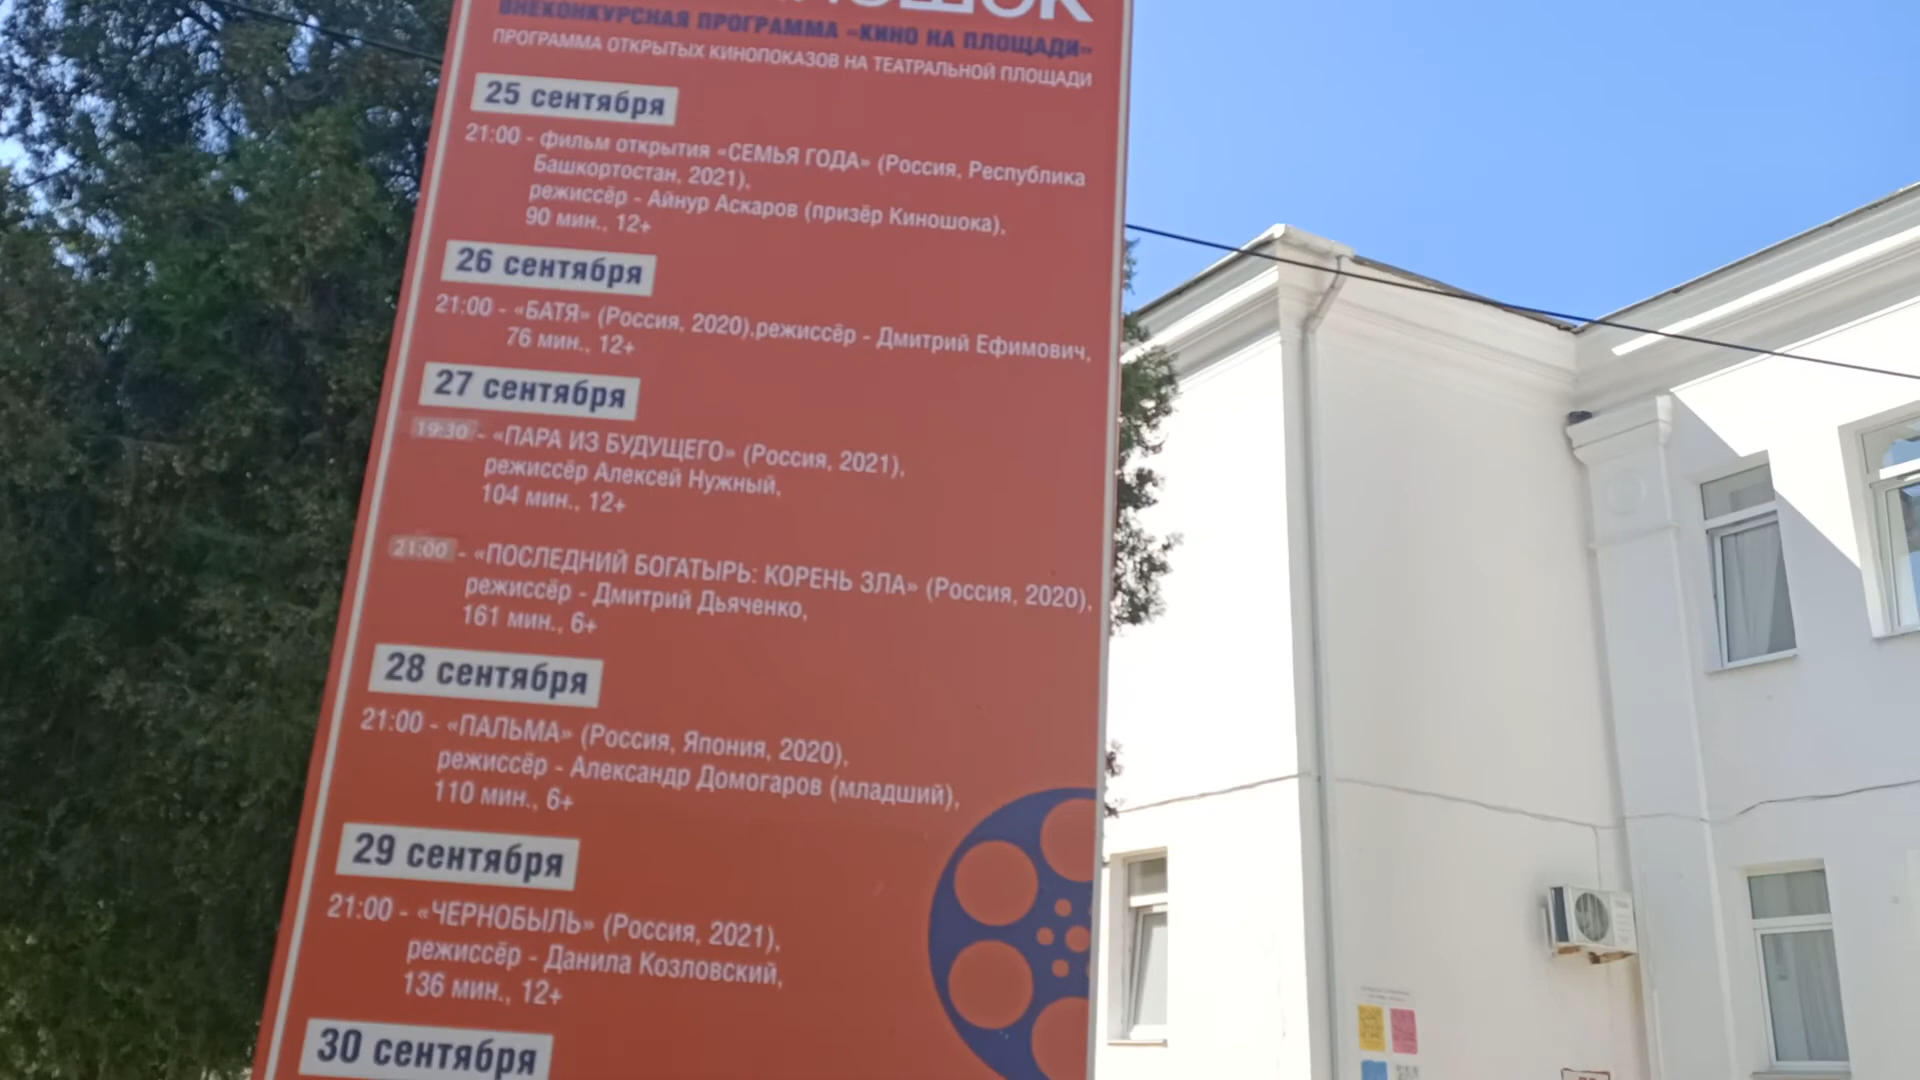 ВНЕКОНКУРСНАЯ ПРОГРАММА «КИНО НА ПЛОЩАДИ»
ПРОГРАММА ОТКРЫТЫХ КИНОПОКАЗОВ НА ТЕАТРАЛЬНОЙ ПЛОЩАДИ
25 сентября
21:00 - фильм открытия «СЕМЬЯ ГОДА» (Россия, Республика
Башкортостан, 2021),
режиссёр - Айнур Аскаров (призёр Киношока),
90 мин., 12+
26 сентября
21:00 - «БАТЯ» (Россия, 2020),режиссёр - Дмитрий Ефимович,
76 мин., 12+
27 сентября
19:30 - «ПАРА ИЗ БУДУЩЕГО» (Россия, 2021),
режиссёр Алексей Нужный,
104 мин., 12+
21:00 - «ПОСЛЕДНИЙ БОГАТЫРЬ: КОРЕНЬ ЗЛА» (Россия, 2020),
режиссёр - Дмитрий Дьяченко,
161 мин., 6+
28 сентября
21:00 - «ПАЛЬМА» (Россия, Япония, 2020),
режиссёр - Александр Домогаров (младший),
110 мин., 6+
29 сентября
21:00 - «ЧЕРНОБЫЛЬ» (Россия, 2021),
режиссёр - Данила Козловский,
136 мин., 12+
30 сентября